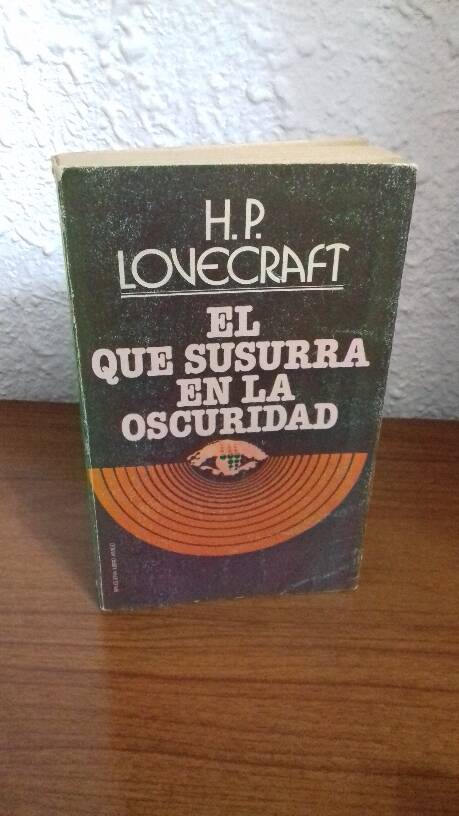 H.P.
LOVECRAFT
EL
QUE SUSURRA
EN LA
OSCURIDAD